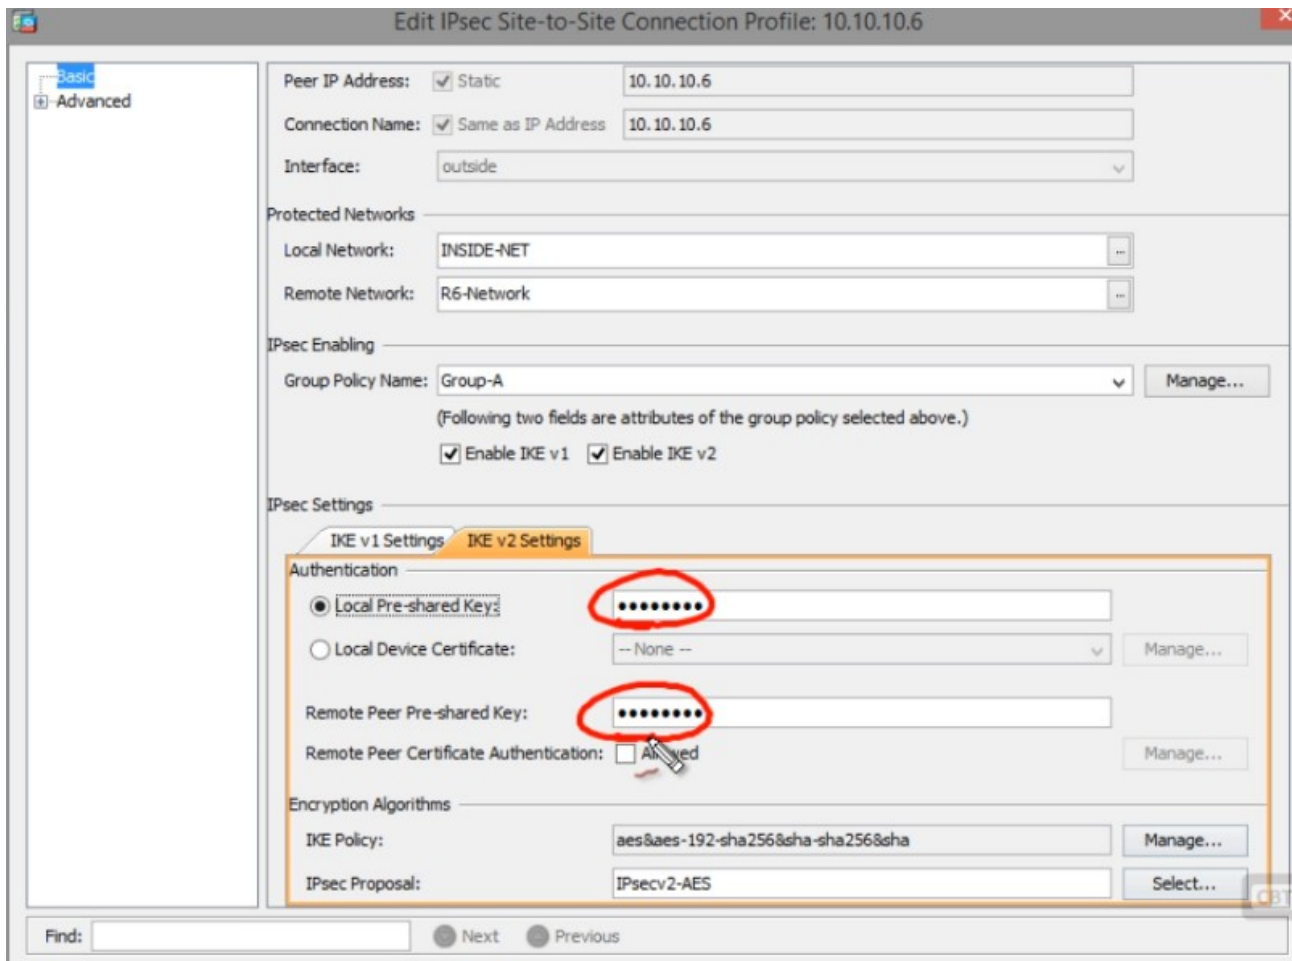 Edit IPsec Site-to-Site Connection Profile: 10.10.10.6
Basic
Advanced
Peer IP Address: Static 10.10.10.6
Connection Name: Same as IP Address 10.10.10.6
Interface: outside
Protected Networks
Local Network: INSIDE-NET ...
Remote Network: R6-Network ...
IPsec Enabling
Group Policy Name: Group-A Manage...
(Following two fields are attributes of the group policy selected above.)
Enable IKE v1 Enable IKE v2
IPsec Settings
IKE v1 Settings IKE v2 Settings
Authentication
Local Pre-shared Key: ••••••••
Local Device Certificate: -- None -- Manage...
Remote Peer Pre-shared Key: ••••••••
Remote Peer Certificate Authentication: Allowed Manage...
Encryption Algorithms
IKE Policy: aes&aes-192-sha256&sha-sha256&sha Manage...
IPsec Proposal: IPsecv2-AES Select...
CBT
Find: Next Previous